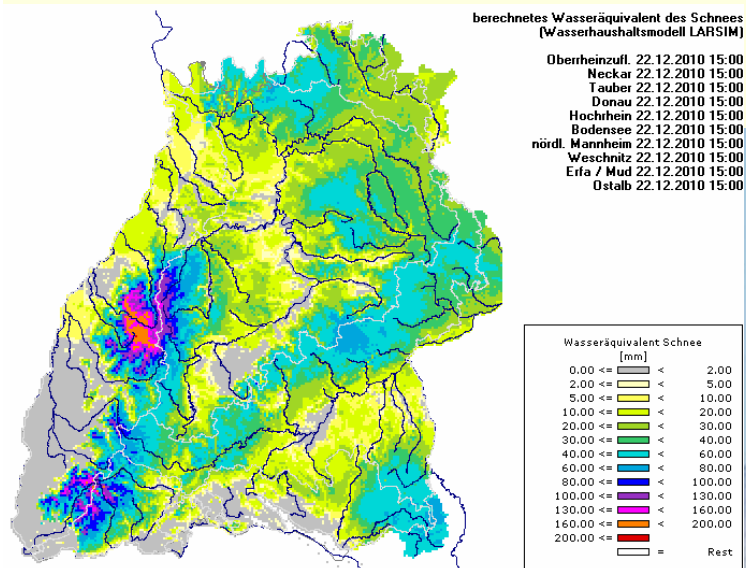 berechnetes Wasseräquivalent des Schnees
(Wasserhaushaltsmodell LARSIM)
Oberrheinzufl. 22.12.2010 15:00
Neckar 22.12.2010 15:00
Tauber 22.12.2010 15:00
Donau 22.12.2010 15:00
Hochrhein 22.12.2010 15:00
Bodensee 22.12.2010 15:00
nördl. Mannheim 22.12.2010 15:00
Weschnitz 22.12.2010 15:00
Erfa / Mud 22.12.2010 15:00
Ostalb 22.12.2010 15:00
Wasseräquivalent Schnee
[mm]
0.00 <= < 2.00
2.00 <= < 5.00
5.00 <= < 10.00
10.00 <= < 20.00
20.00 <= < 30.00
30.00 <= < 40.00
40.00 <= < 60.00
60.00 <= < 80.00
80.00 <= < 100.00
100.00 <= < 130.00
130.00 <= < 160.00
160.00 <= < 200.00
200.00 <=
= Rest